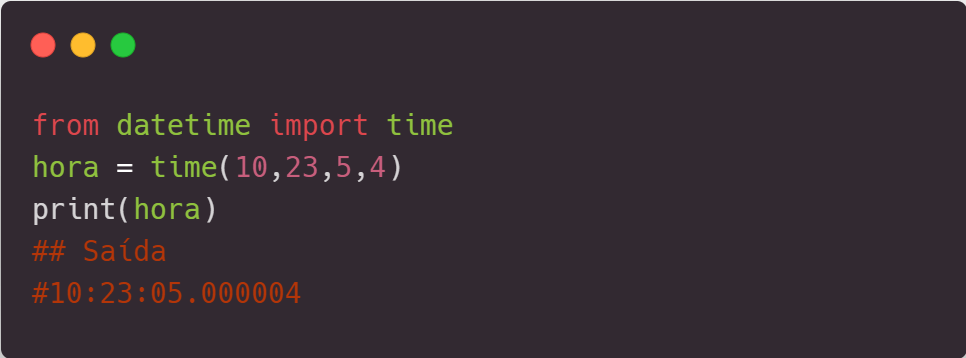 from datetime import time
hora = time(10,23,5,4)
print(hora)
## Saída
#10:23:05.000004